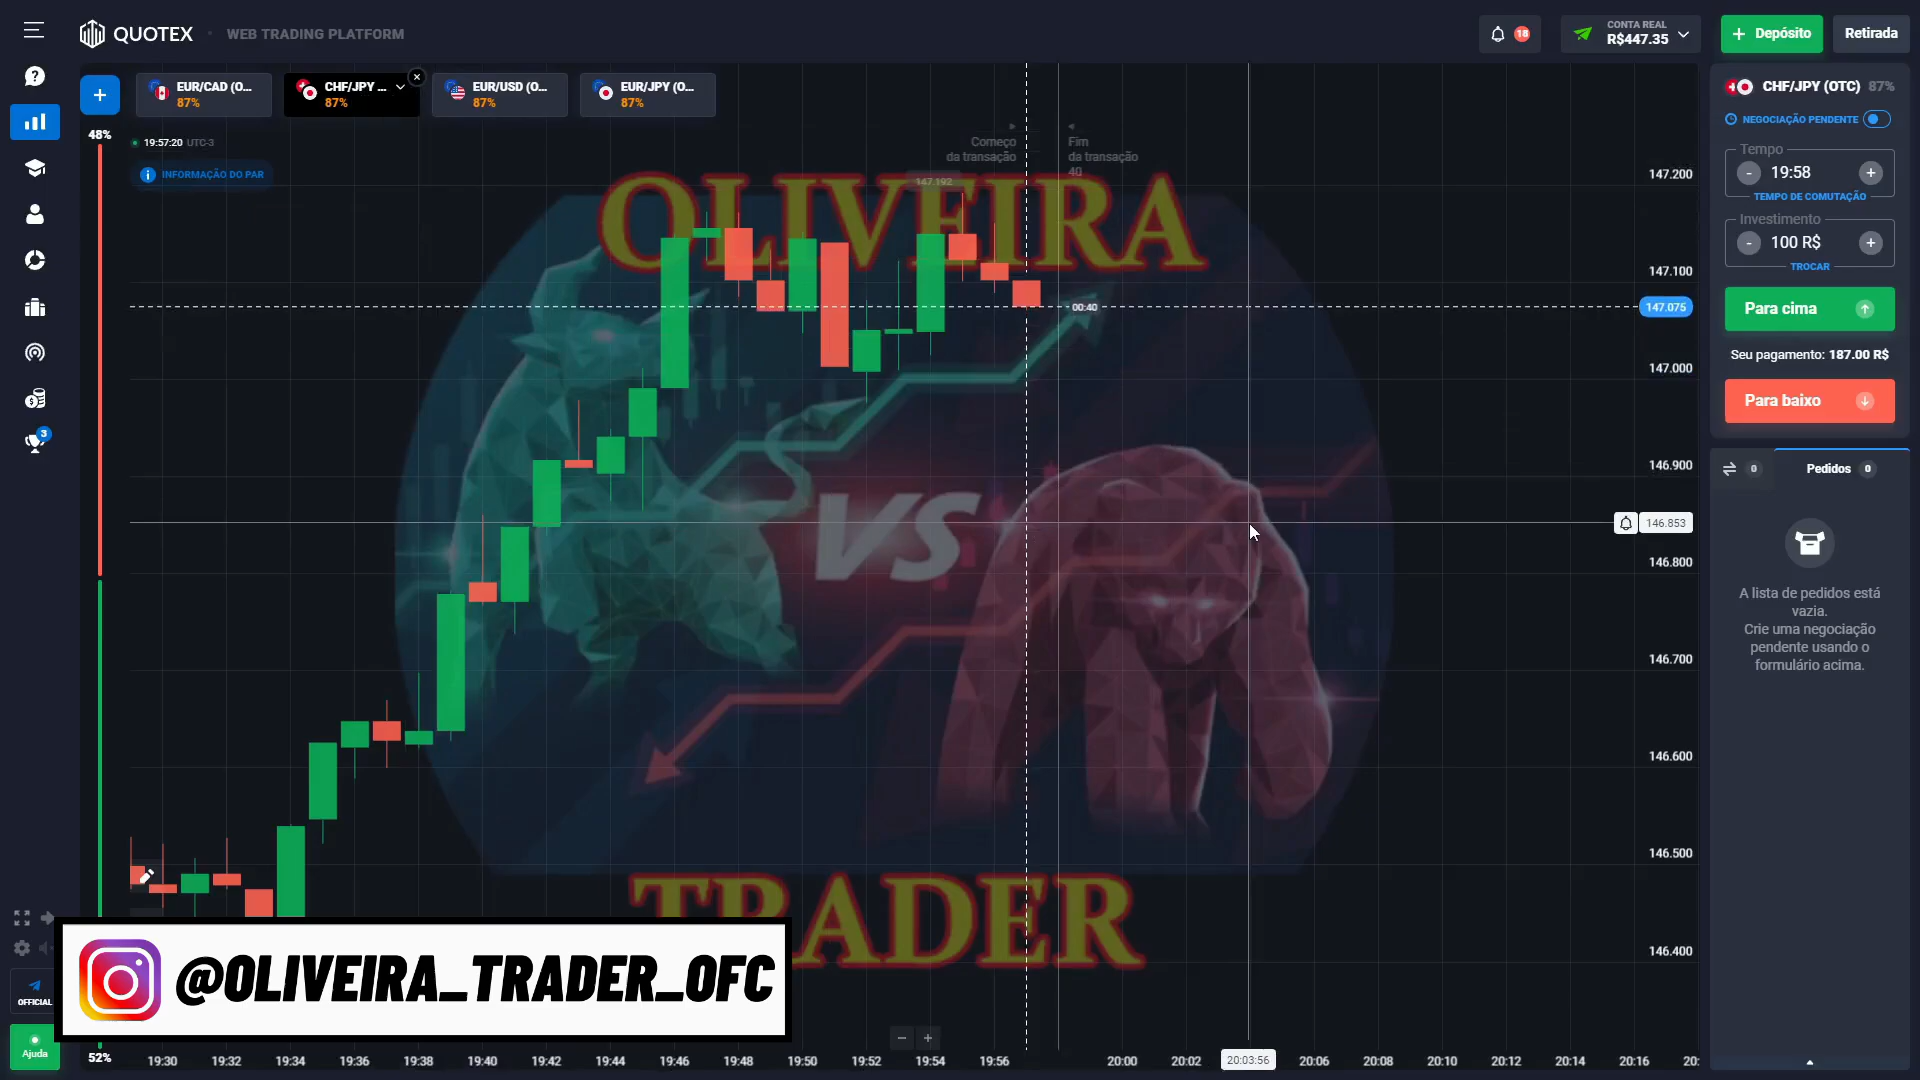 QUOTEX
WEB TRADING PLATFORM
18
CONTA REAL
R$447.35
+ Depósito
Retirada
+
EUR/CAD (O...
87%
CHF/JPY ...
87%
EUR/USD (O...
87%
EUR/JPY (O...
87%
CHF/JPY (OTC) 87%
NEGOCIAÇÃO PENDENTE
Tempo
- 19:58 +
TEMPO DE COMUTAÇÃO
Investimento
- 100 R$ +
TROCAR
Para cima
Seu pagamento: 187.00 R$
Para baixo
0
Pedidos 0
A lista de pedidos está
vazia.
Crie uma negociação
pendente usando o
formulário acima.
48%
19:57:20 UTC-3
INFORMAÇÃO DO PAR
Começo
da transação
Fim
da transação
40
147.192
OLIVEIRA
VS
TRADER
00:40
147.200
147.100
147.075
147.000
146.900
146.853
146.800
146.700
146.600
146.500
146.400
3
OFFICIAL
Ajuda
52%
@OLIVEIRA_TRADER_OFC
− +
19:30 19:32 19:34 19:36 19:38 19:40 19:42 19:44 19:46 19:48 19:50 19:52 19:54 19:56 20:00 20:02 20:03:56 20:06 20:08 20:10 20:12 20:14 20:16 20: